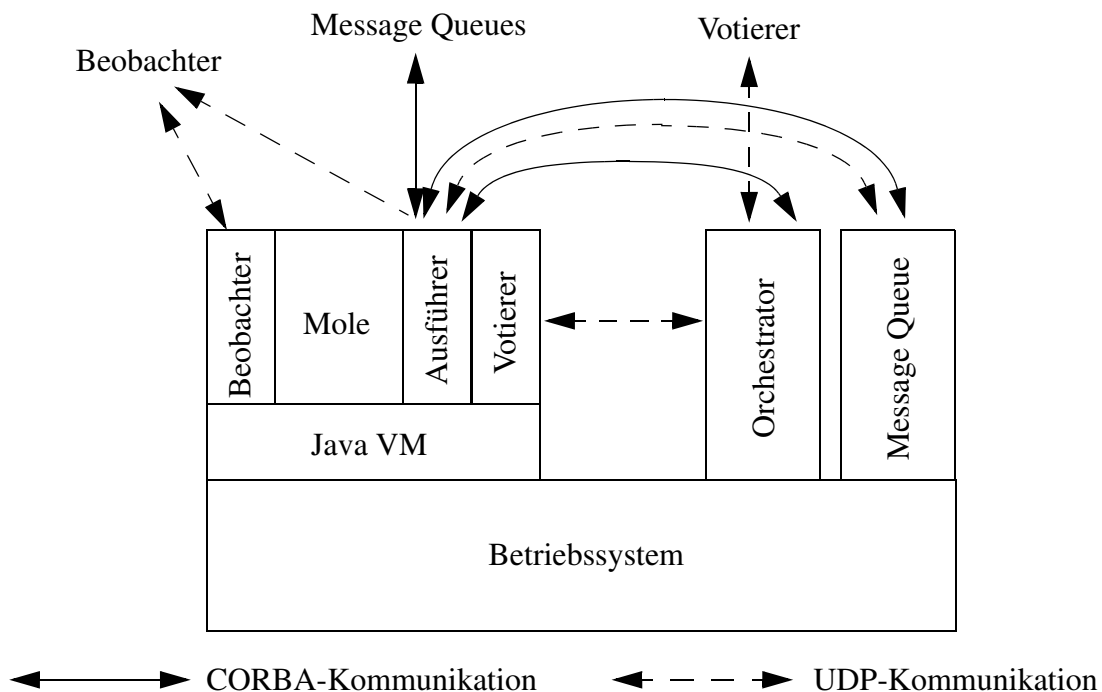 Message Queues
Votierer
Beobachter
Beobachter
Mole
Ausführer
Votierer
Orchestrator
Message Queue
Java VM
Betriebssystem
CORBA-Kommunikation
UDP-Kommunikation